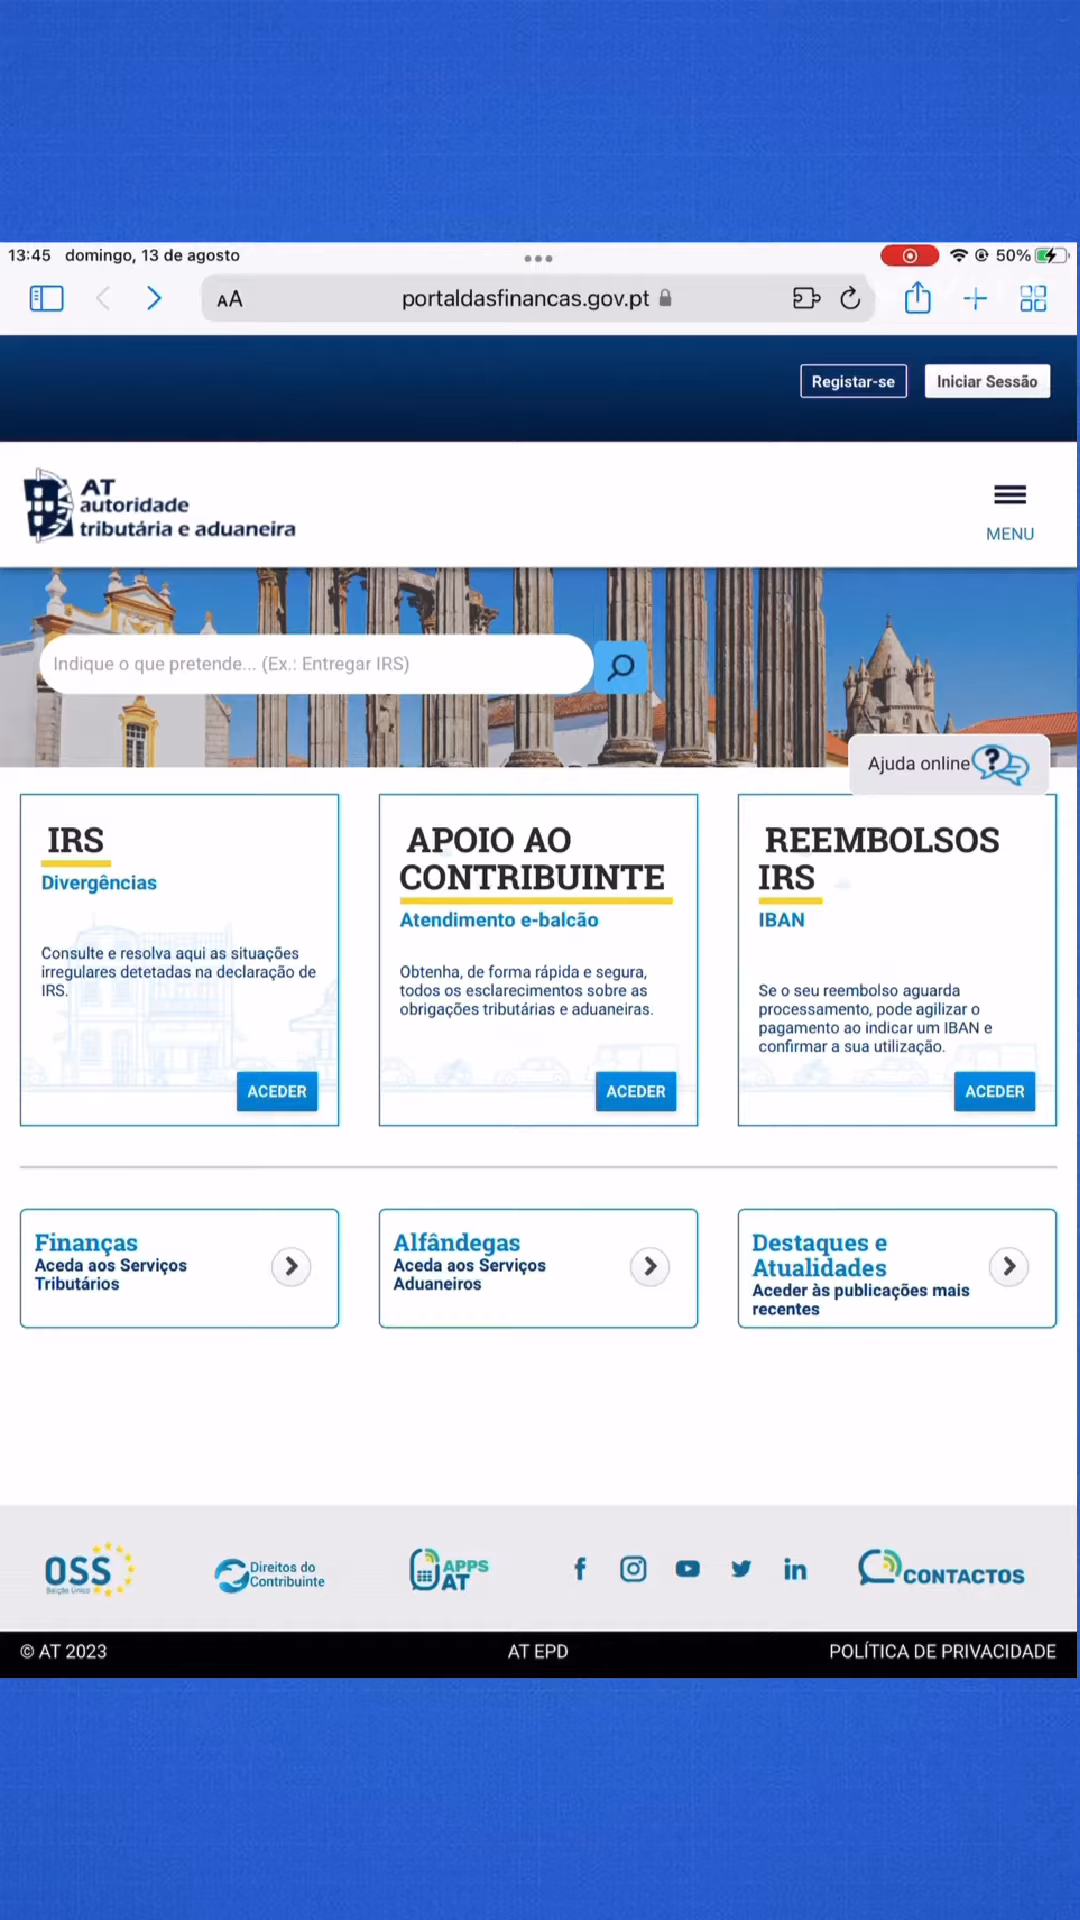 13:45 domingo, 13 de agosto
50%
AA
portaldasfinancas.gov.pt
Registar-se
Iniciar Sessão
AT
autoridade
tributária e aduaneira
MENU
Indique o que pretende... (Ex.: Entregar IRS)
Ajuda online
IRS
Divergências
Consulte e resolva aqui as situações
irregulares detetadas na declaração de
IRS.
ACEDER
APOIO AO
CONTRIBUINTE
Atendimento e-balcão
Obtenha, de forma rápida e segura,
todos os esclarecimentos sobre as
obrigações tributárias e aduaneiras.
ACEDER
REEMBOLSOS
IRS
IBAN
Se o seu reembolso aguarda
processamento, pode agilizar o
pagamento ao indicar um IBAN e
confirmar a sua utilização.
ACEDER
Finanças
Aceda aos Serviços
Tributários
Alfândegas
Aceda aos Serviços
Aduaneiros
Destaques e
Atualidades
Aceder às publicações mais
recentes
OSS
Balcão Único
Direitos do
Contribuinte
APPS
AT
CONTACTOS
© AT 2023
AT EPD
POLÍTICA DE PRIVACIDADE